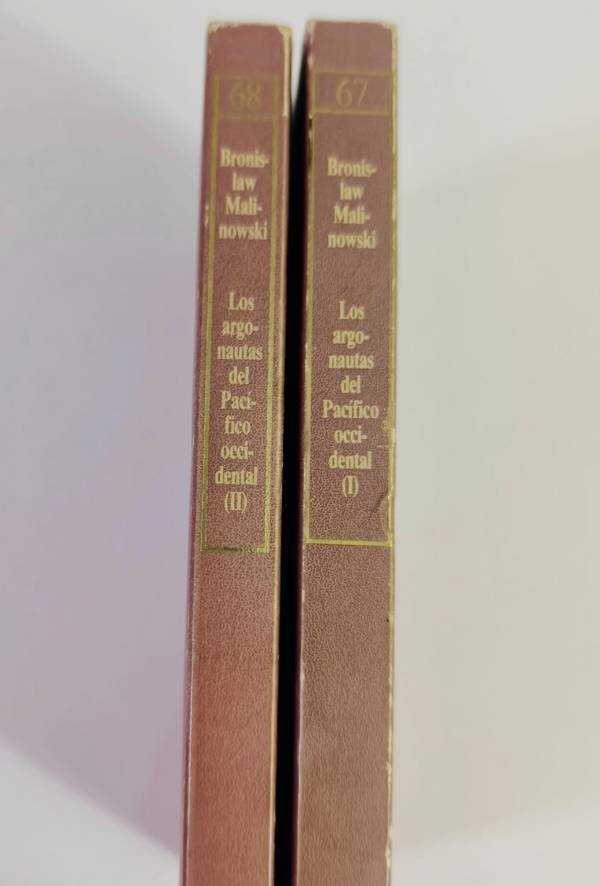 68
Bronis-
law
Mali-
nowski
Los
argo-
nautas
del
Pací-
fico
occi-
dental
(II)
67
Bronis-
law
Mali-
nowski
Los
argo-
nautas
del
Pacífico
occi-
dental
(I)